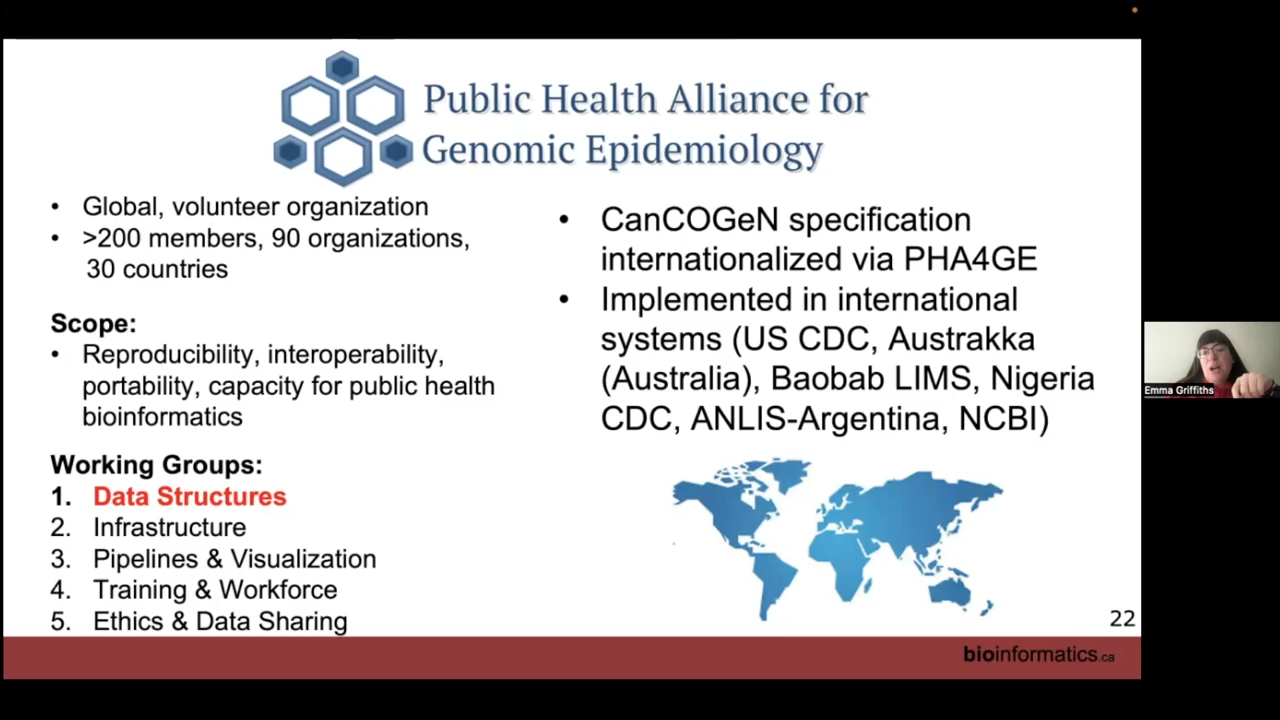 Public Health Alliance for
Genomic Epidemiology
• Global, volunteer organization
• >200 members, 90 organizations,
30 countries
Scope:
• Reproducibility, interoperability,
portability, capacity for public health
bioinformatics
Working Groups:
1. Data Structures
2. Infrastructure
3. Pipelines & Visualization
4. Training & Workforce
5. Ethics & Data Sharing
• CanCOGeN specification
internationalized via PHA4GE
• Implemented in international
systems (US CDC, Austrakka
(Australia), Baobab LIMS, Nigeria
CDC, ANLIS-Argentina, NCBI)
22
bioinformatics.ca
Emma Griffiths